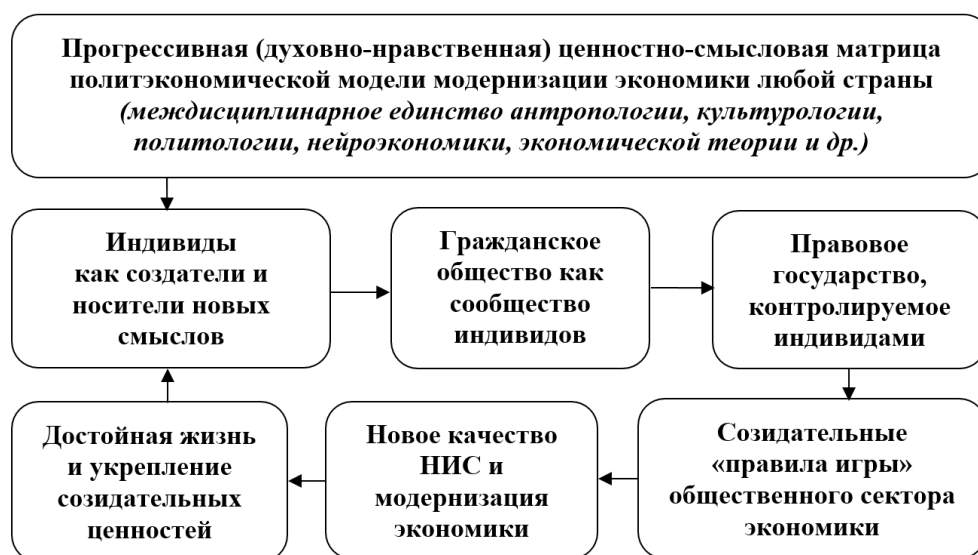 Прогрессивная (духовно-нравственная) ценностно-смысловая матрица
политэкономической модели модернизации экономики любой страны
(междисциплинарное единство антропологии, культурологии,
политологии, нейроэкономики, экономической теории и др.)
Индивиды
как создатели и
носители новых
смыслов
Гражданское
общество как
сообщество
индивидов
Правовое
государство,
контролируемое
индивидами
Достойная жизнь
и укрепление
созидательных
ценностей
Новое качество
НИС и
модернизация
экономики
Созидательные
«правила игры»
общественного сектора
экономики